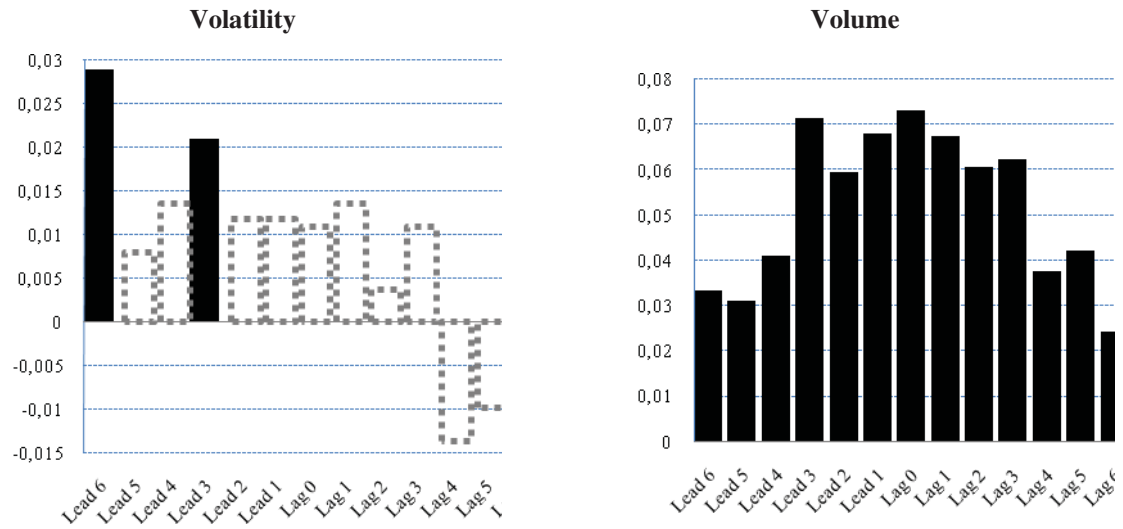 Volatility
0,03
0,025
0,02
0,015
0,01
0,005
0
-0,005
-0,01
-0,015
Lead 6
Lead 5
Lead 4
Lead 3
Lead 2
Lead 1
Lag 0
Lag 1
Lag 2
Lag 3
Lag 4
Lag 5
Volume
0,08
0,07
0,06
0,05
0,04
0,03
0,02
0,01
0
Lead 6
Lead 5
Lead 4
Lead 3
Lead 2
Lead 1
Lag 0
Lag 1
Lag 2
Lag 3
Lag 4
Lag 5
Lag 6